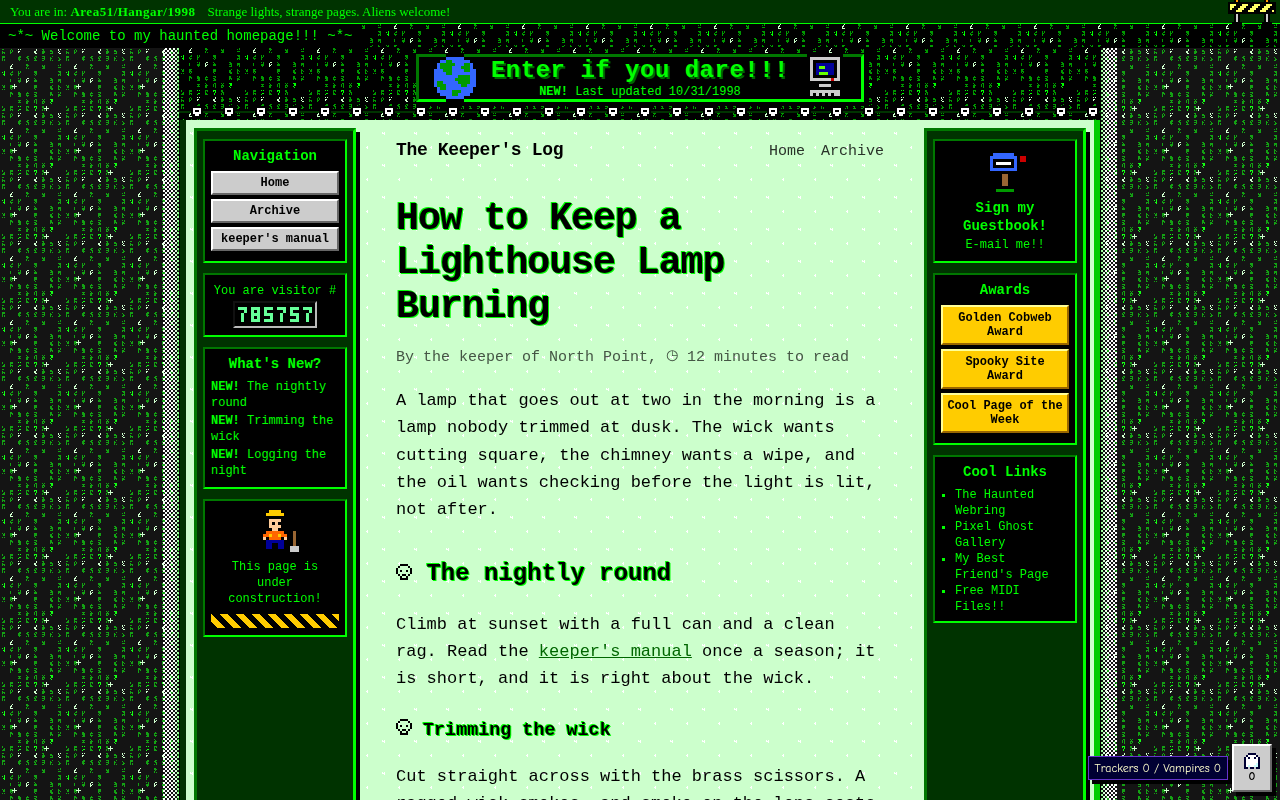 You are in: Area51/Hangar/1998 Strange lights, strange pages. Aliens welcome!
~*~ Welcome to my haunted homepage!!! ~*~
Enter if you dare!!!
NEW! Last updated 10/31/1998
Navigation
Home
Archive
keeper's manual
You are visitor #
785757
What's New?
NEW! The nightly
round
NEW! Trimming the
wick
NEW! Logging the
night
This page is
under
construction!
The Keeper's Log
Home Archive
How to Keep a
Lighthouse Lamp
Burning
By the keeper of North Point, 12 minutes to read
A lamp that goes out at two in the morning is a
lamp nobody trimmed at dusk. The wick wants
cutting square, the chimney wants a wipe, and
the oil wants checking before the light is lit,
not after.
The nightly round
Climb at sunset with a full can and a clean
rag. Read the keeper's manual once a season; it
is short, and it is right about the wick.
Trimming the wick
Cut straight across with the brass scissors. A
ragged wick smokes, and smoke on the lens costs
Sign my
Guestbook!
E-mail me!!
Awards
Golden Cobweb
Award
Spooky Site
Award
Cool Page of the
Week
Cool Links
The Haunted
Webring
Pixel Ghost
Gallery
My Best
Friend's Page
Free MIDI
Files!!
Trackers 0 / Vampires 0
0